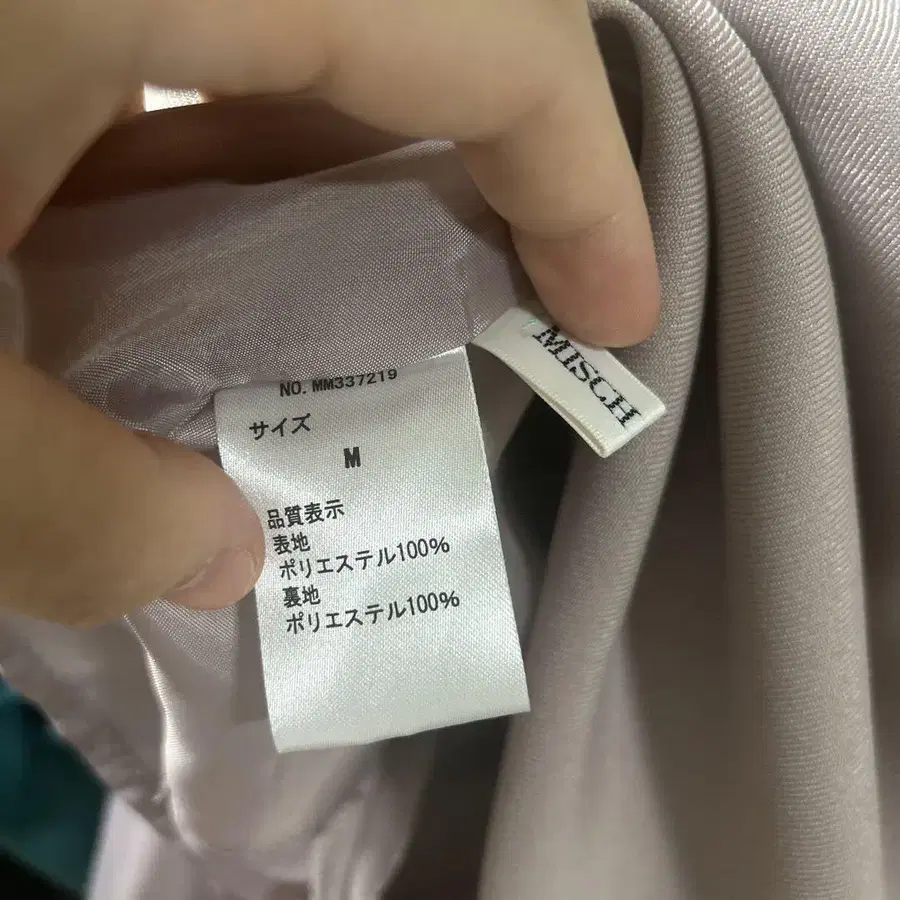 NO. MM337219
サイズ
M
品質表示
表地
ポリエステル100%
裏地
ポリエステル100%
MISCH